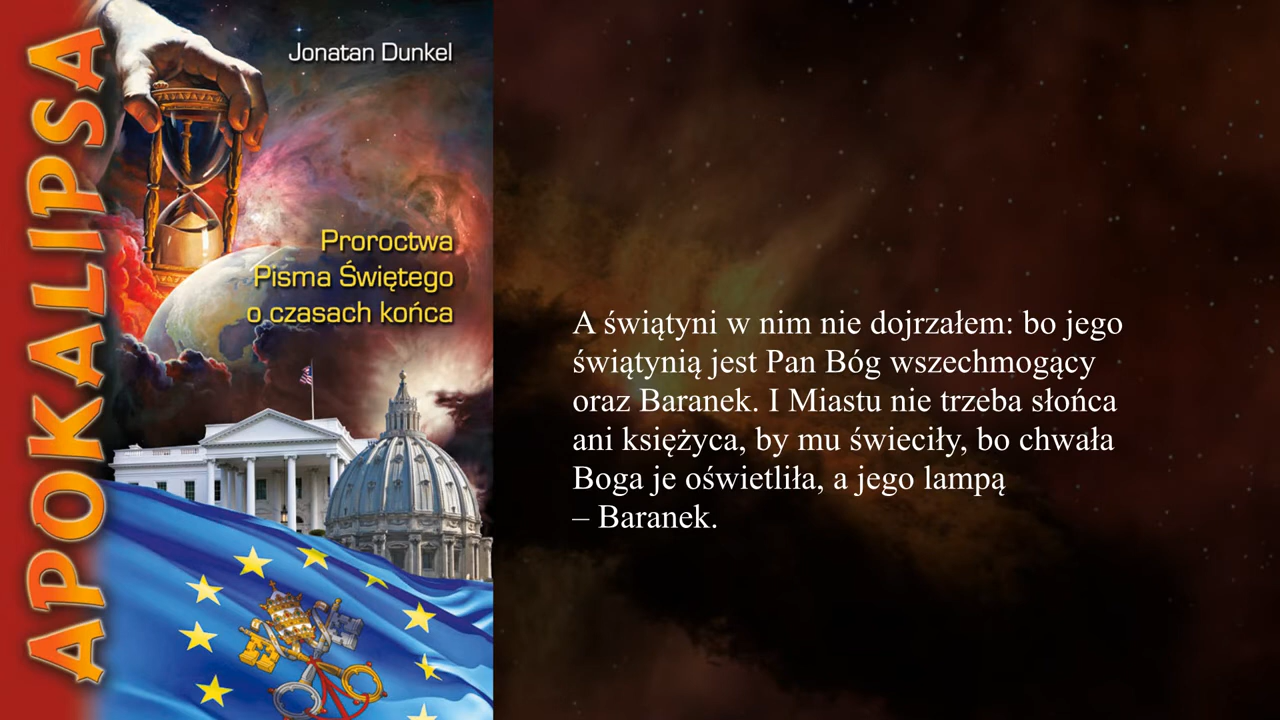 APOKALIPSA
Jonatan Dunkel
Proroctwa
Pisma Świętego
o czasach końca
A świątyni w nim nie dojrzałem: bo jego
świątynią jest Pan Bóg wszechmogący
oraz Baranek. I Miastu nie trzeba słońca
ani księżyca, by mu świeciły, bo chwała
Boga je oświetliła, a jego lampą
– Baranek.